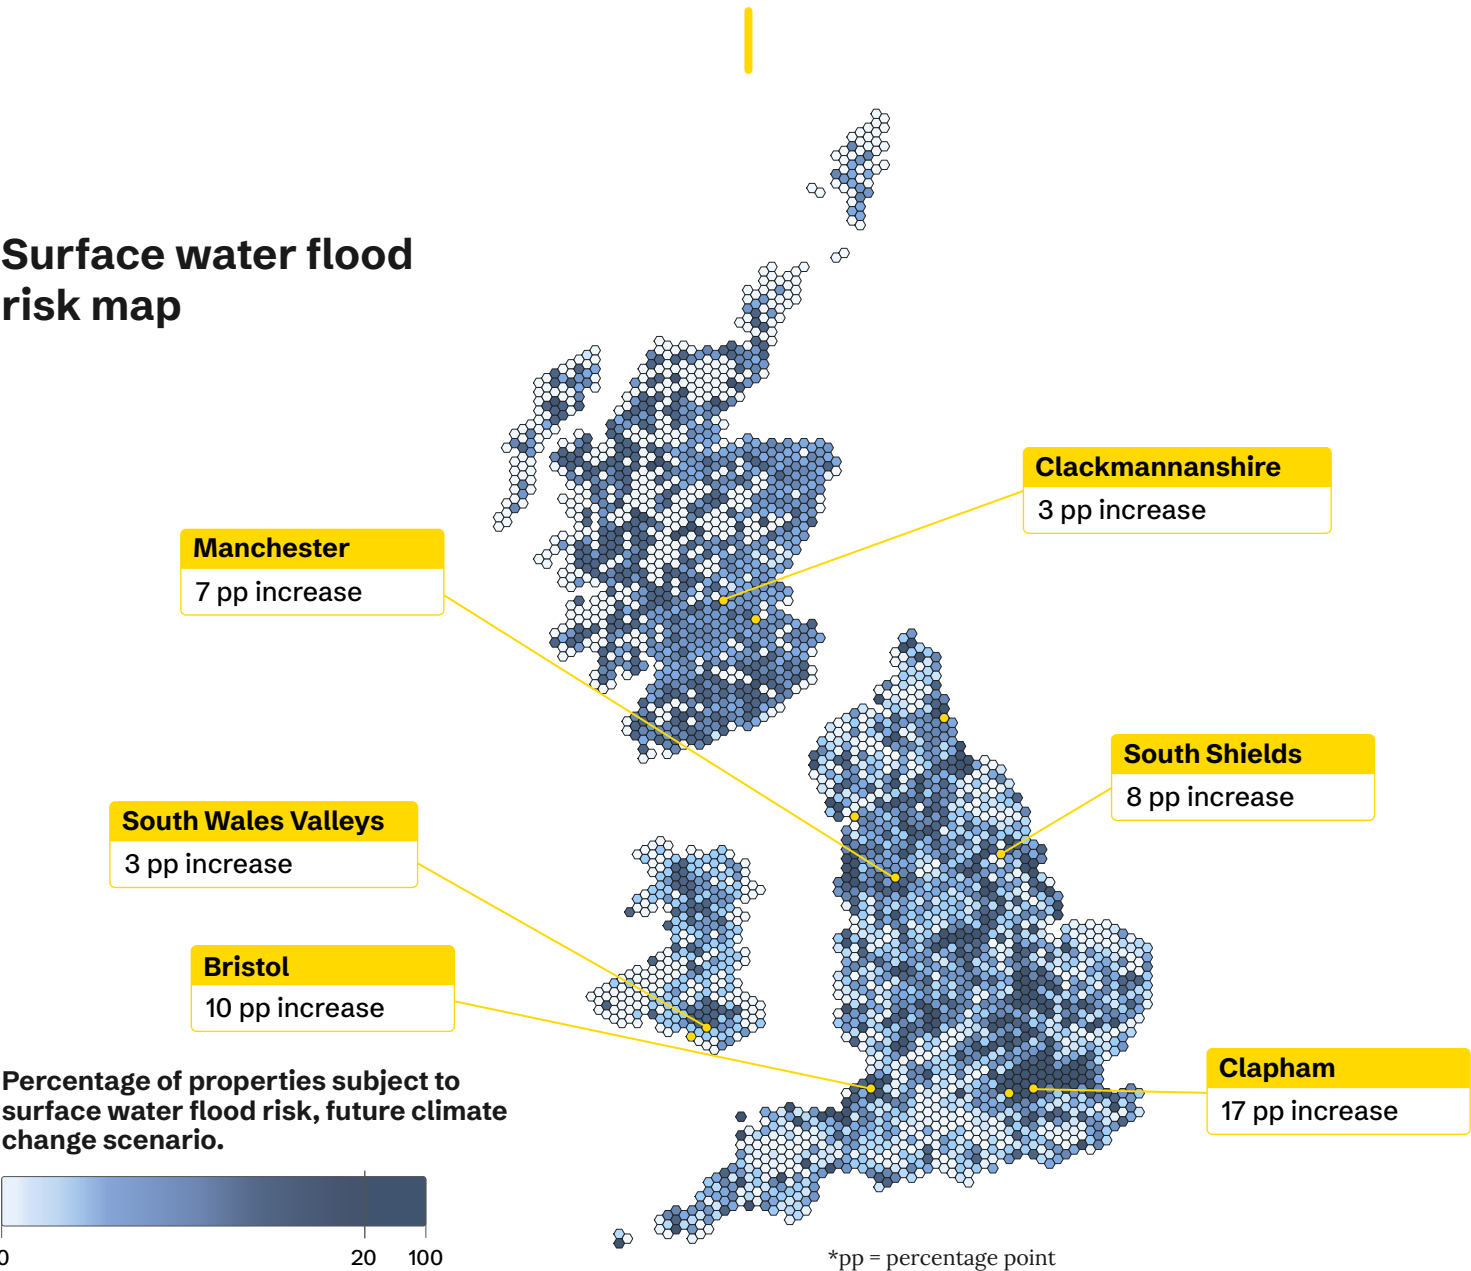 Surface water flood
risk map
Clackmannanshire
3 pp increase
Manchester
7 pp increase
South Shields
8 pp increase
South Wales Valleys
3 pp increase
Bristol
10 pp increase
Clapham
17 pp increase
Percentage of properties subject to
surface water flood risk, future climate
change scenario.
0 20 100
*pp = percentage point